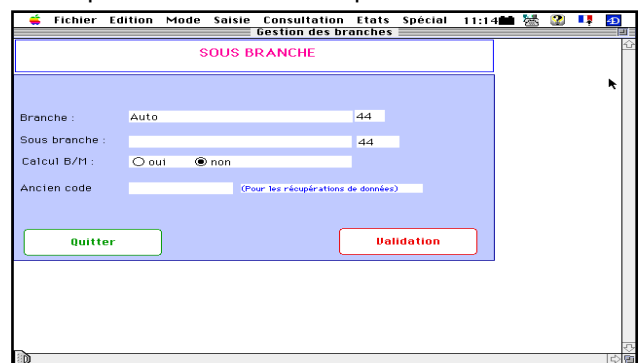 Fichier Edition Mode Saisie Consultation Etats Spécial 11:14
Gestion des branches
SOUS BRANCHE
Branche : Auto 44
Sous branche : 44
Calcul B/M : oui non
Ancien code (Pour les récupérations de données)
Quitter Validation